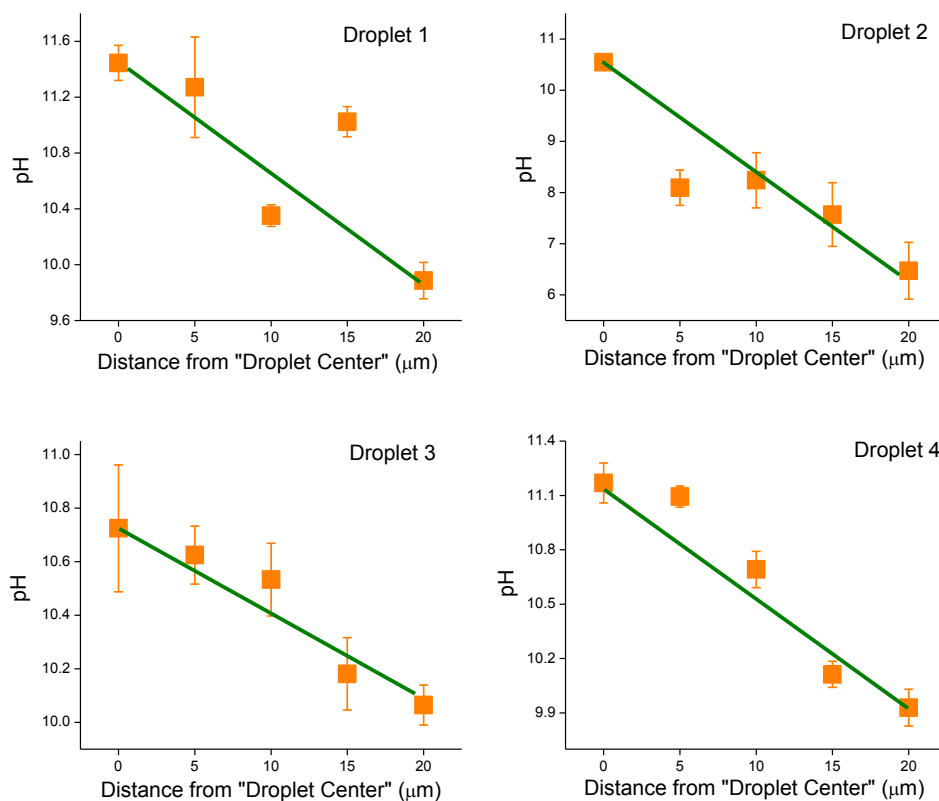 Droplet 1
pH
11.6
11.2
10.8
10.4
10.0
9.6
0 5 10 15 20
Distance from "Droplet Center" (μm)
Droplet 2
pH
11
10
9
8
7
6
0 5 10 15 20
Distance from "Droplet Center" (μm)
Droplet 3
pH
11.0
10.8
10.6
10.4
10.2
10.0
0 5 10 15 20
Distance from "Droplet Center" (μm)
Droplet 4
pH
11.4
11.1
10.8
10.5
10.2
9.9
0 5 10 15 20
Distance from "Droplet Center" (μm)